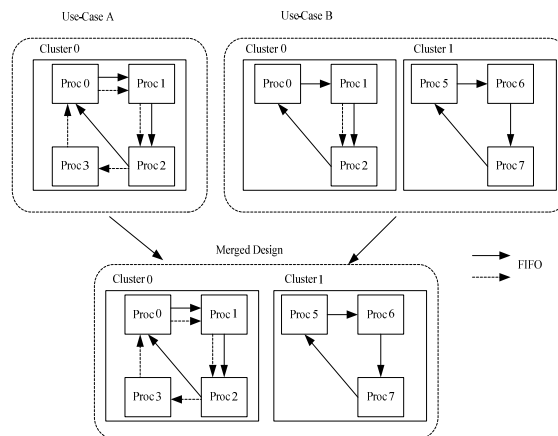 Use-Case A
Use-Case B
Cluster 0
Proc 0
Proc 1
Proc 3
Proc 2
Cluster 0
Proc 0
Proc 1
Proc 2
Cluster 1
Proc 5
Proc 6
Proc 7
Merged Design
FIFO
Cluster 0
Proc 0
Proc 1
Proc 3
Proc 2
Cluster 1
Proc 5
Proc 6
Proc 7